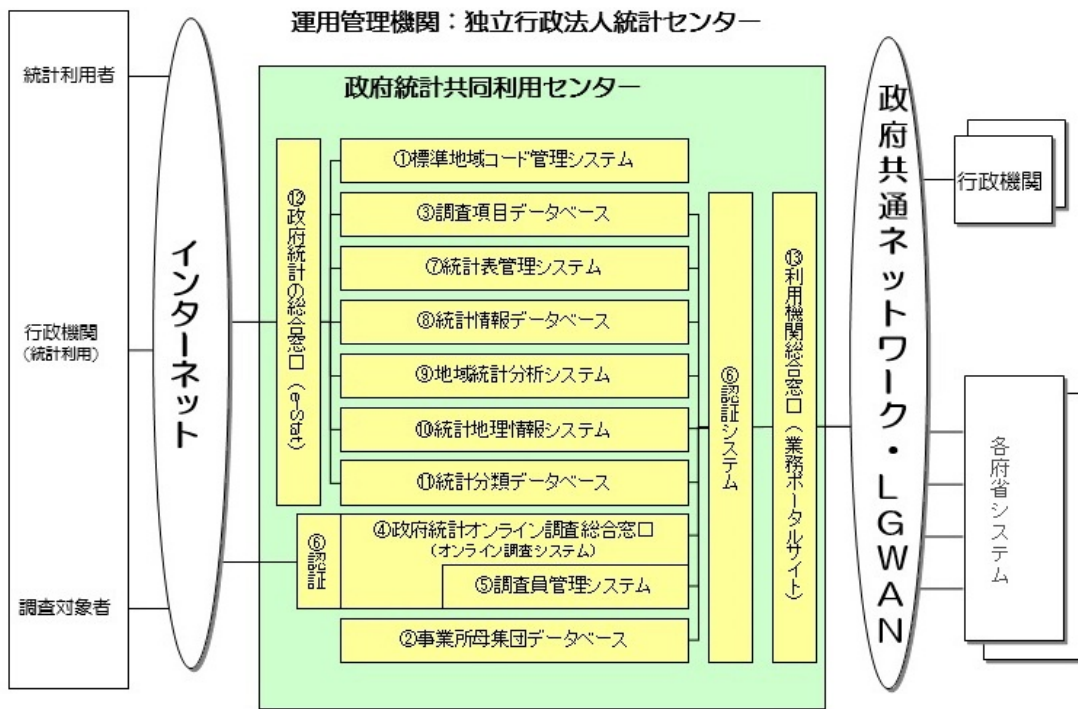 運用管理機関：独立行政法人統計センター
統計利用者
行政機関
（統計利用）
調査対象者
インターネット
政府統計共同利用センター
⑫政府統計の総合窓口（e-Stat）
①標準地域コード管理システム
③調査項目データベース
⑦統計表管理システム
⑧統計情報データベース
⑨地域統計分析システム
⑩統計地理情報システム
⑪統計分類データベース
⑥認証
④政府統計オンライン調査総合窓口
（オンライン調査システム）
⑤調査員管理システム
②事業所母集団データベース
⑥認証システム
⑬利用機関総合窓口（業務ポータルサイト）
政府共通ネットワーク・LGWAN
行政機関
各府省システム